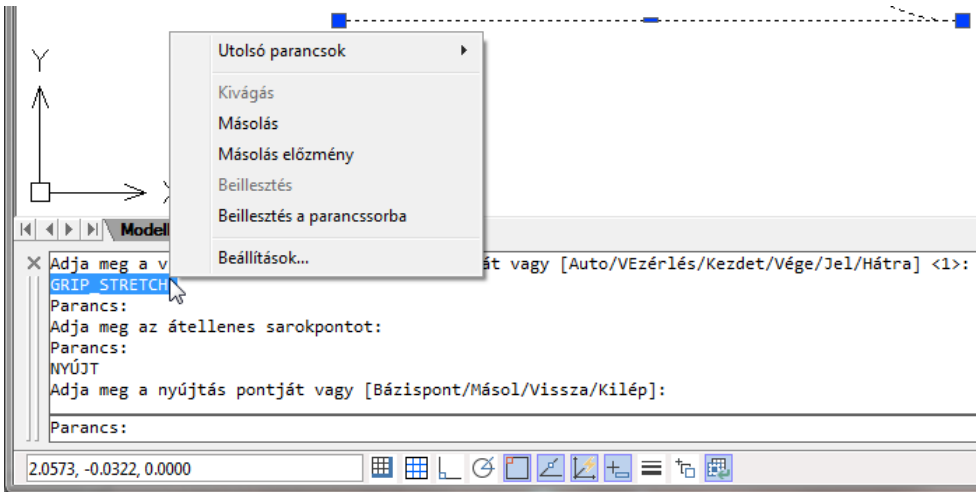 Y
Utolsó parancsok
Kivágás
Másolás
Másolás előzmény
Beillesztés
Beillesztés a parancssorba
Beállítások...
Modell
Adja meg a v
át vagy [Auto/VEzérlés/Kezdet/Vége/Jel/Hátra] <1>:
GRIP_STRETCH
Parancs:
Adja meg az átellenes sarokpontot:
Parancs:
NYÚJT
Adja meg a nyújtás pontját vagy [Bázispont/Másol/Vissza/Kilép]:
Parancs:
2.0573, -0.0322, 0.0000